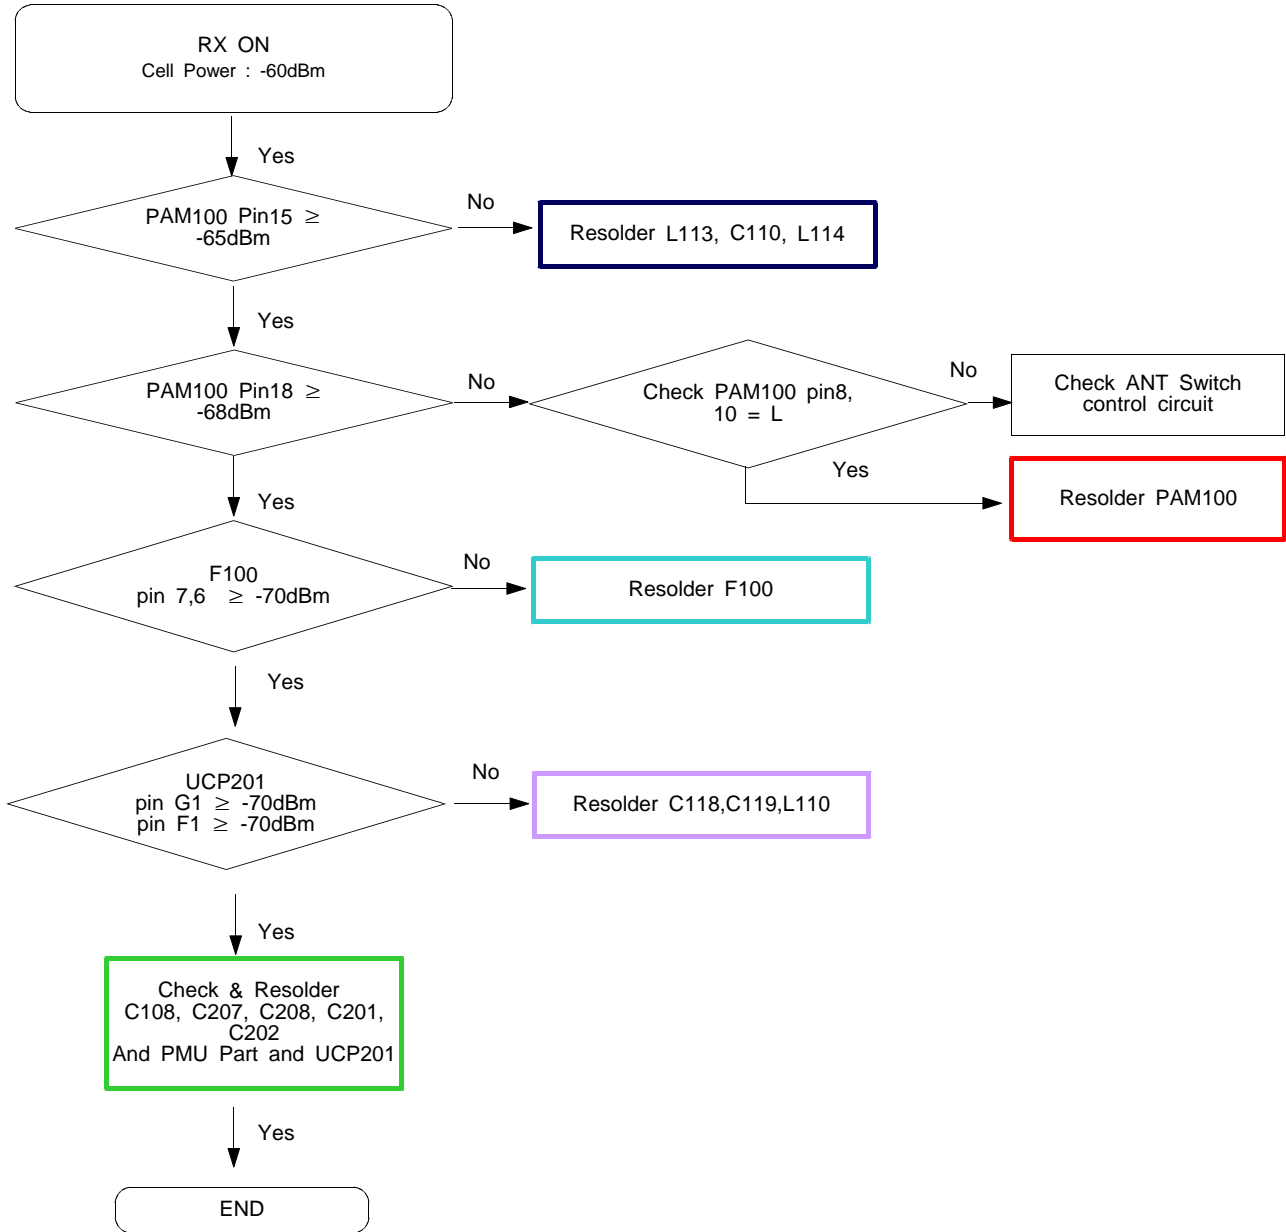 RX ON
Cell Power : -60dBm
Yes
PAM100 Pin15 ≥
-65dBm
No
Resolder L113, C110, L114
Yes
PAM100 Pin18 ≥
-68dBm
No
Check PAM100 pin8,
10 = L
No
Check ANT Switch
control circuit
Yes
Resolder PAM100
Yes
F100
pin 7,6 ≥ -70dBm
No
Resolder F100
Yes
UCP201
pin G1 ≥ -70dBm
pin F1 ≥ -70dBm
No
Resolder C118,C119,L110
Yes
Check & Resolder
C108, C207, C208, C201,
C202
And PMU Part and UCP201
Yes
END